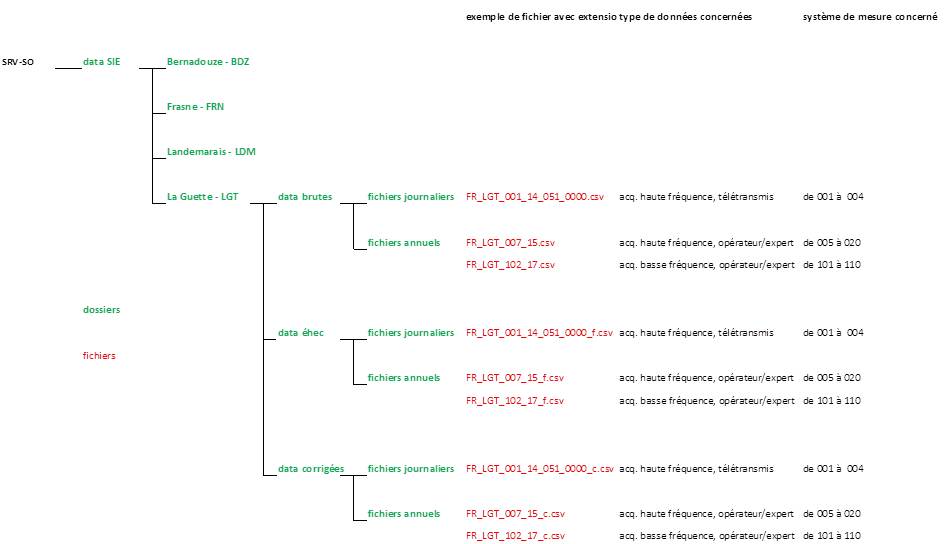 exemple de fichier avec extensio type de données concernées système de mesure concerné
SRV-SO data SIE Bernadouze - BDZ
Frasne - FRN
Landemarais - LDM
La Guette - LGT data brutes fichiers journaliers FR_LGT_001_14_051_0000.csv acq. haute fréquence, télétransmis de 001 à 004
fichiers annuels FR_LGT_007_15.csv acq. haute fréquence, opérateur/expert de 005 à 020
FR_LGT_102_17.csv acq. basse fréquence, opérateur/expert de 101 à 110
dossiers
data éhec fichiers journaliers FR_LGT_001_14_051_0000_f.csv acq. haute fréquence, télétransmis de 001 à 004
fichiers
fichiers annuels FR_LGT_007_15_f.csv acq. haute fréquence, opérateur/expert de 005 à 020
FR_LGT_102_17_f.csv acq. basse fréquence, opérateur/expert de 101 à 110
data corrigées fichiers journaliers FR_LGT_001_14_051_0000_c.csv acq. haute fréquence, télétransmis de 001 à 004
fichiers annuels FR_LGT_007_15_c.csv acq. haute fréquence, opérateur/expert de 005 à 020
FR_LGT_102_17_c.csv acq. basse fréquence, opérateur/expert de 101 à 110